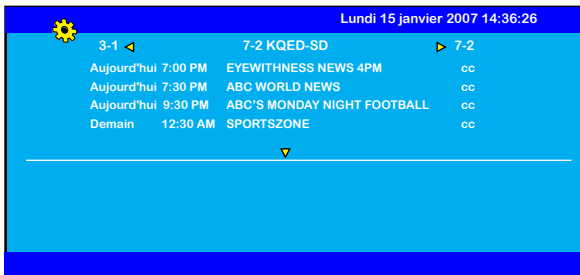 Lundi 15 janvier 2007 14:36:26
3-1 7-2 KQED-SD 7-2
Aujourd'hui 7:00 PM EYEWITHNESS NEWS 4PM cc
Aujourd'hui 7:30 PM ABC WORLD NEWS cc
Aujourd'hui 9:30 PM ABC'S MONDAY NIGHT FOOTBALL cc
Demain 12:30 AM SPORTSZONE cc